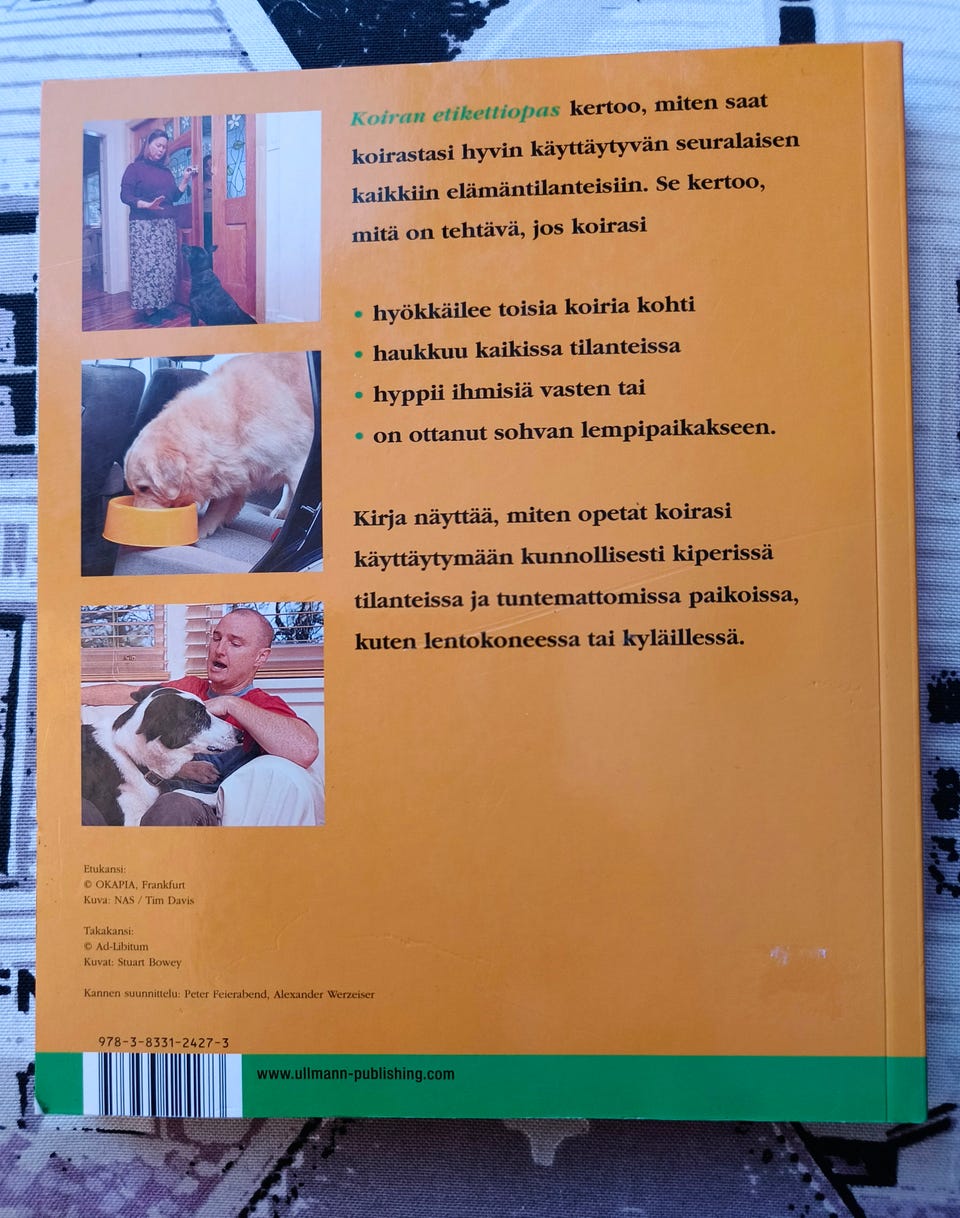 Koiran etikettiopas kertoo, miten saat
koirastasi hyvin käyttäytyvän seuralaisen
kaikkiin elämäntilanteisiin. Se kertoo,
mitä on tehtävä, jos koirasi
• hyökkäilee toisia koiria kohti
• haukkuu kaikissa tilanteissa
• hyppii ihmisiä vasten tai
• on ottanut sohvan lempipaikakseen.
Kirja näyttää, miten opetat koirasi
käyttäytymään kunnollisesti kiperissä
tilanteissa ja tuntemattomissa paikoissa,
kuten lentokoneessa tai kyläillessä.
Etukansi:
© OKAPIA, Frankfurt
Kuva: NAS / Tim Davis
Takakansi:
© Ad-Libitum
Kuvat: Stuart Bowey
Kannen suunnittelu: Peter Feierabend, Alexander Werzeiser
978-3-8331-2427-3
www.ullmann-publishing.com